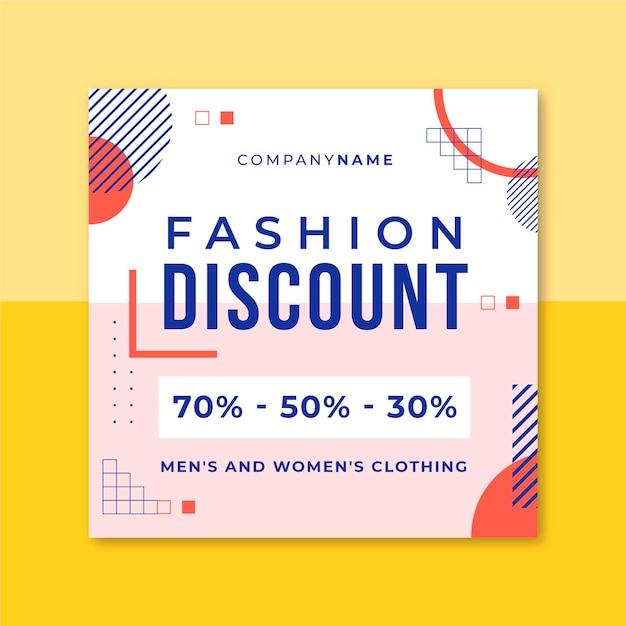 COMPANYNAME
FASHION
DISCOUNT
70% - 50% - 30%
MEN'S AND WOMEN'S CLOTHING